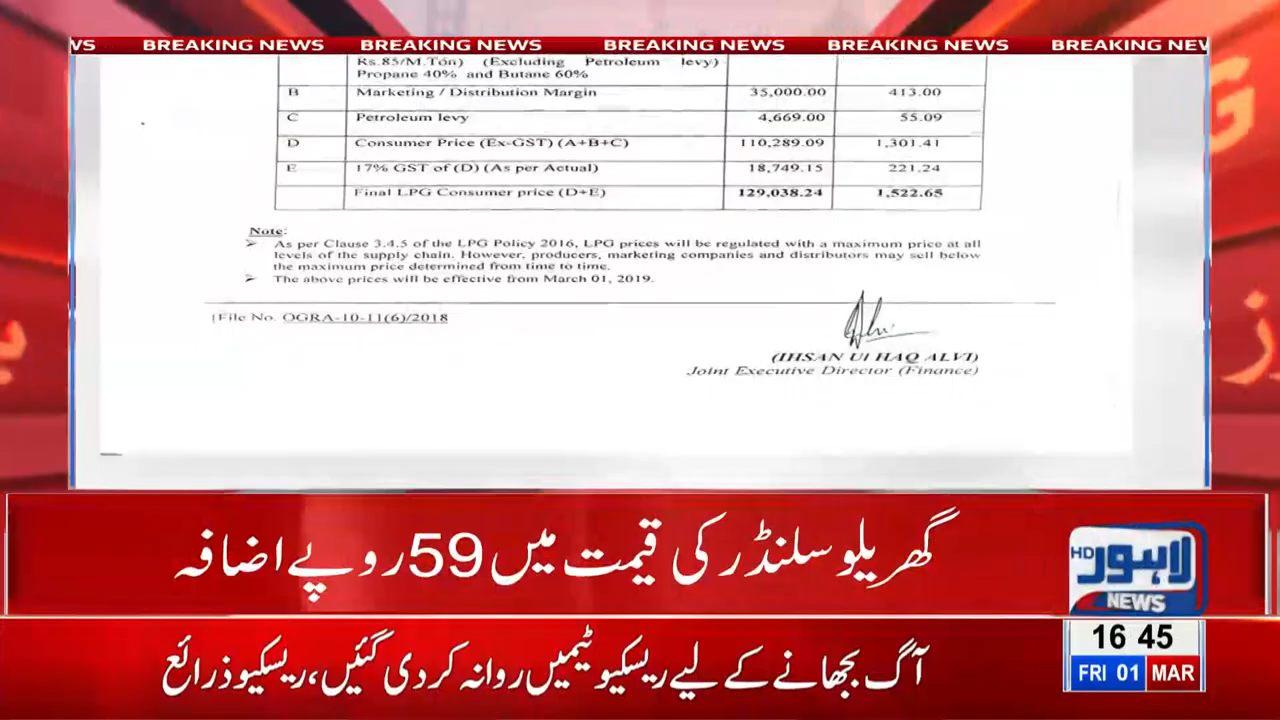 VS BREAKING NEWS BREAKING NEWS BREAKING NEWS BREAKING NEWS BREAKING NEW
Rs.85/M.Ton) (Excluding Petroleum levy)
Propane 40% and Butane 60%
B Marketing / Distribution Margin 35,000.00 413.00
C Petroleum levy 4,669.00 55.09
D Consumer Price (Ex-GST) (A+B+C) 110,289.09 1,301.41
E 17% GST of (D) (As per Actual) 18,749.15 221.24
Final LPG Consumer price (D+E) 129,038.24 1,522.65
Note:
➢ As per Clause 3.4.5 of the LPG Policy 2016, LPG prices will be regulated with a maximum price at all
levels of the supply chain. However, producers, marketing companies and distributors may sell below
the maximum price determined from time to time.
➢ The above prices will be effective from March 01, 2019.
File No. OGRA-10-11(6)/2018
(IHSAN Ul HAQ ALVI)
Joint Executive Director (Finance)
گھریلو سلنڈر کی قیمت میں 59 روپے اضافہ
HD لاہور
NEWS
16 45
FRI 01 MAR
آگ بجھانے کے لیے ریسکیو ٹیمیں روانہ کر دی گئیں، ریسکیو ذرائع